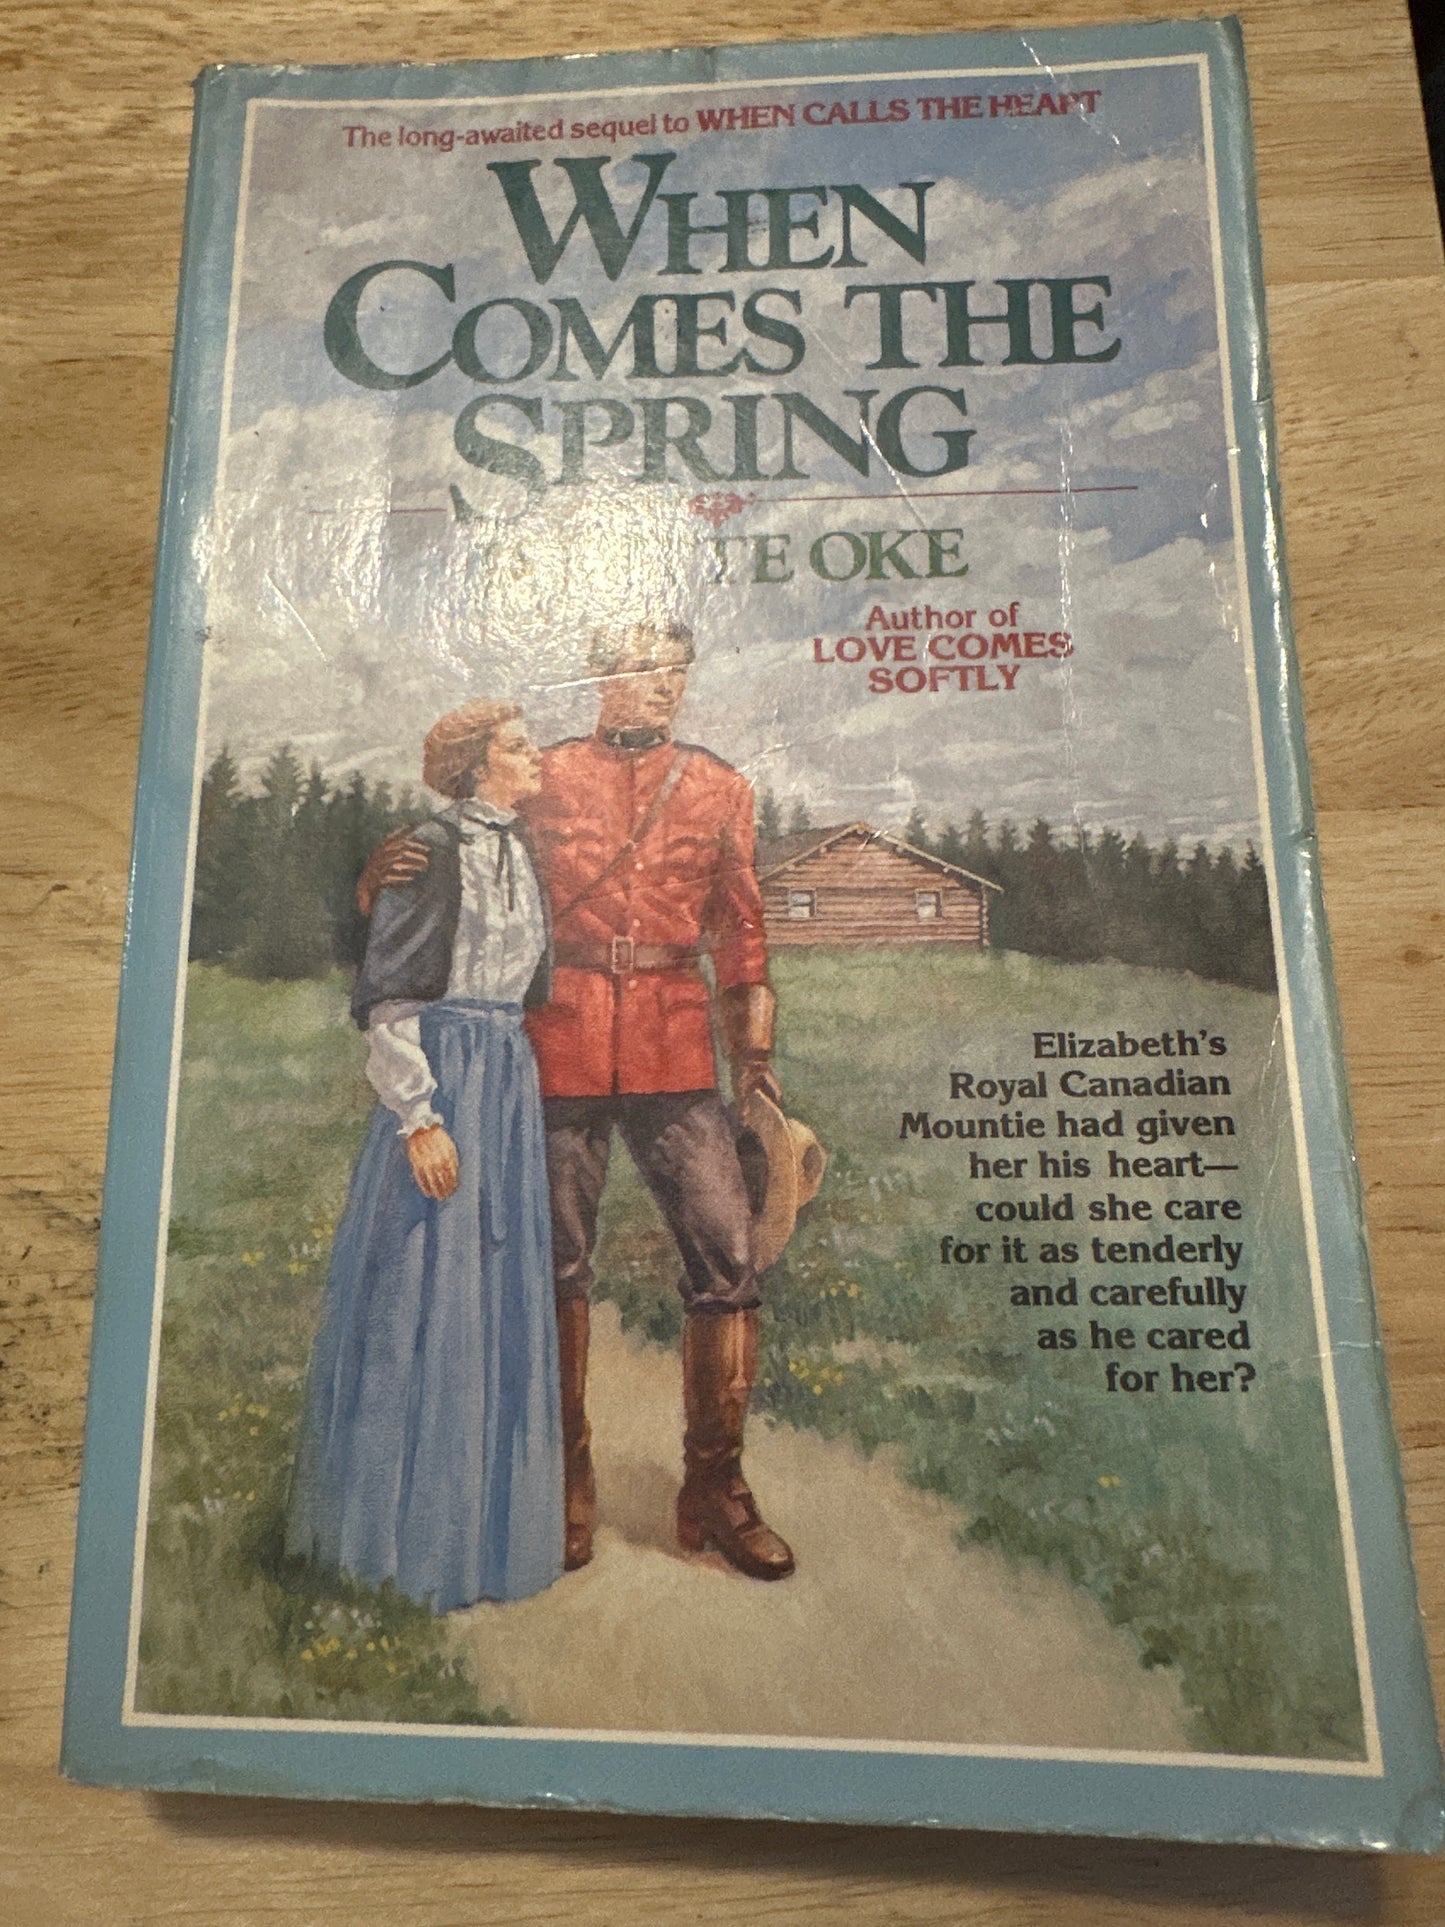 The long-awaited sequel to WHEN CALLS THE HEART
WHEN
COMES THE
SPRING
OKE
Author of
LOVE COMES
SOFTLY
Elizabeth's
Royal Canadian
Mountie had given
her his heart—
could she care
for it as tenderly
and carefully
as he cared
for her?